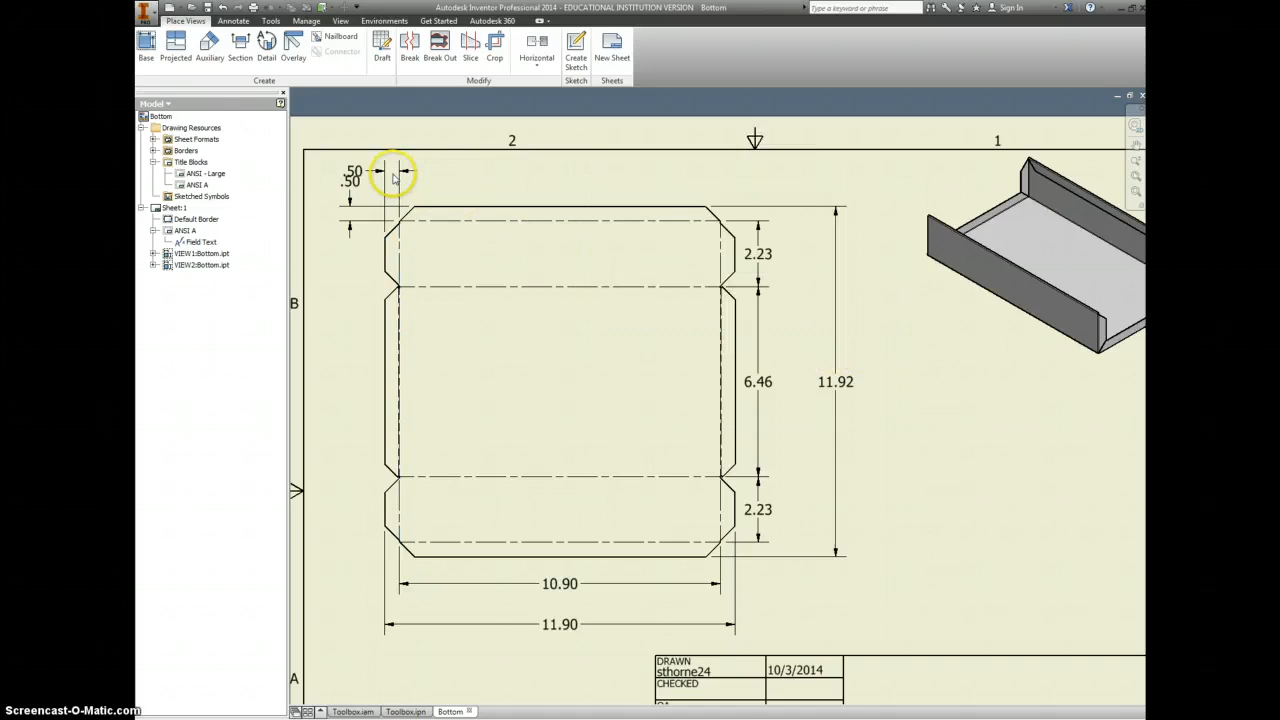 Autodesk Inventor Professional 2014 - EDUCATIONAL INSTITUTION VERSION Bottom
Type a keyword or phrase
Sign In
PRO
Place Views Annotate Tools Manage View Environments Get Started Autodesk 360
Base Projected Auxiliary Section Detail Overlay
Nailboard
Connector
Draft Break Break Out Slice Crop Horizontal
Create
Sketch
New Sheet
Create Modify Sketch Sheets
Model
Bottom
Drawing Resources
Sheet Formats
Borders
Title Blocks
ANSI - Large
ANSI A
Sketched Symbols
Sheet:1
Default Border
ANSI A
Field Text
VIEW1:Bottom.ipt
VIEW2:Bottom.ipt
2 1
.50
.50
2.23
B
6.46
11.92
2.23
10.90
11.90
A
DRAWN
sthorne24
10/3/2014
CHECKED
Toolbox.iam Toolbox.ipn Bottom
Screencast-O-Matic.com